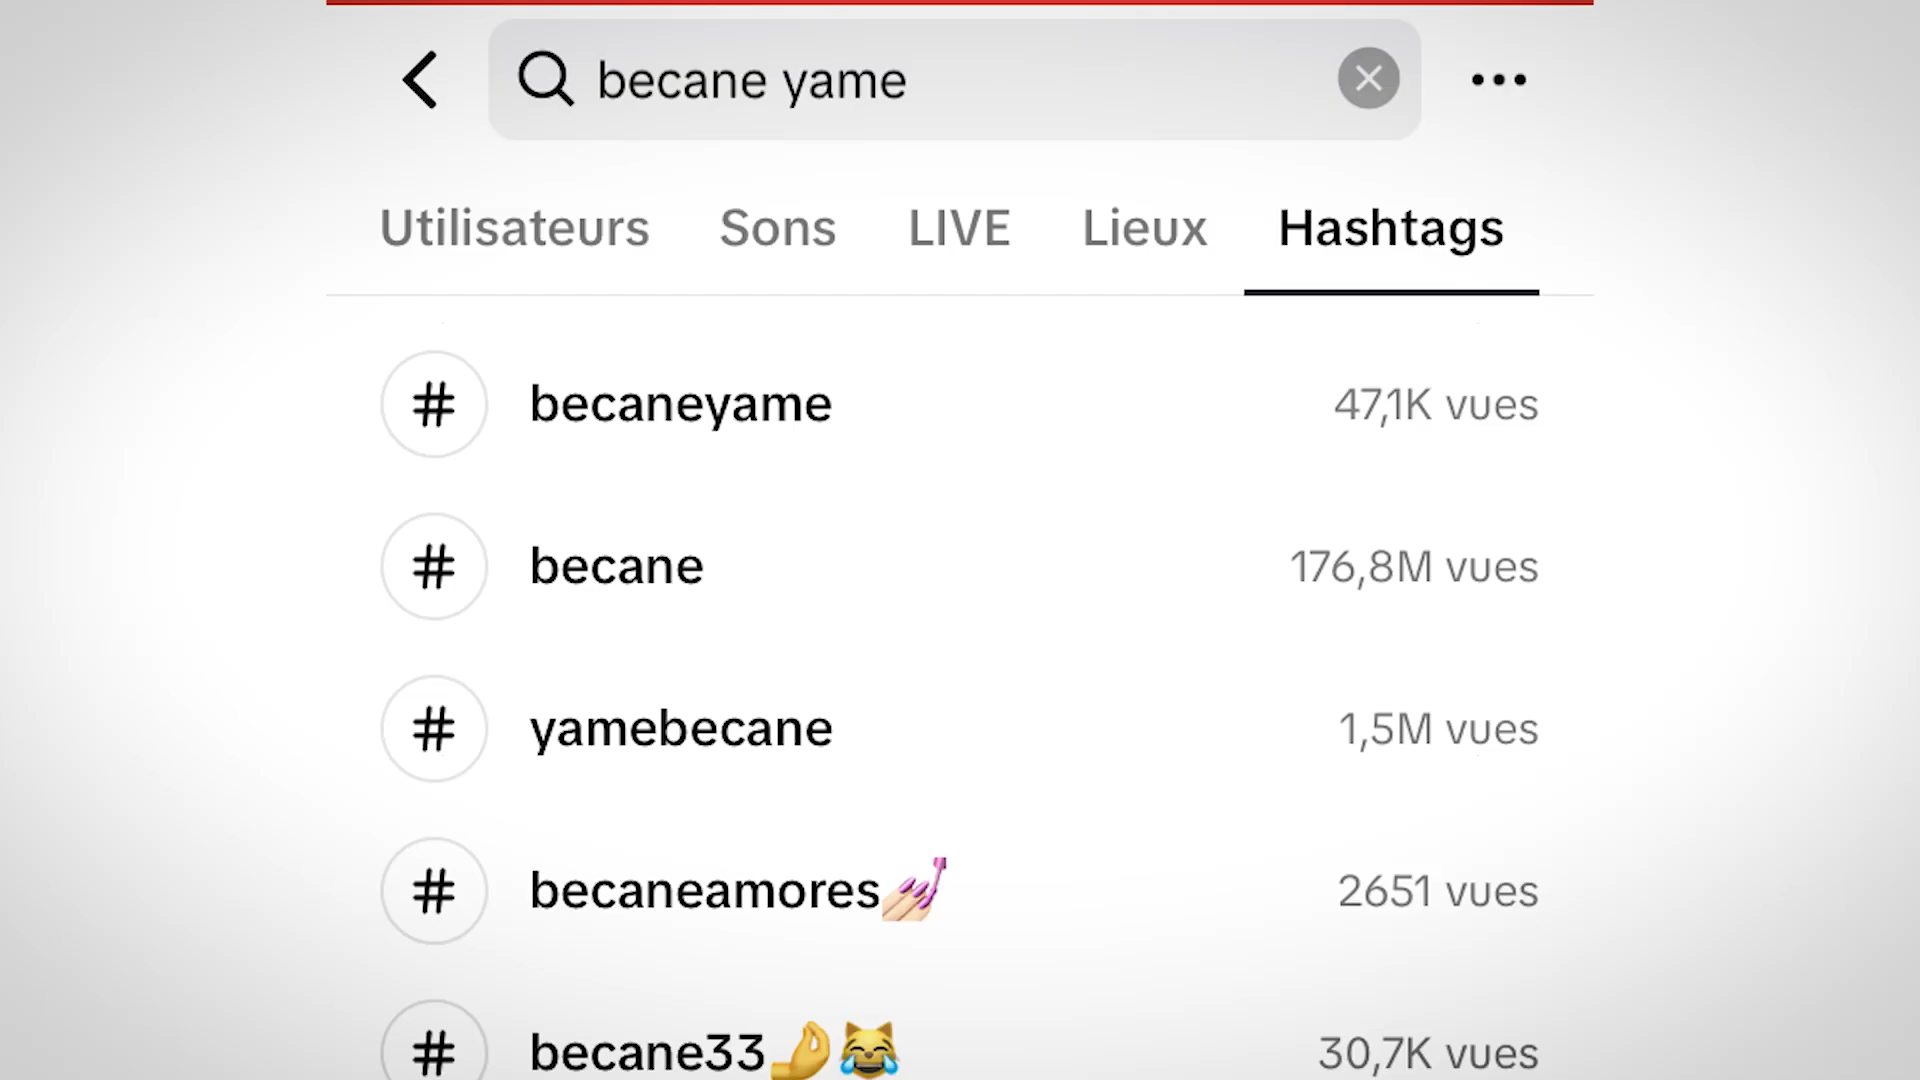 becane yame
Utilisateurs Sons LIVE Lieux Hashtags
# becaneyame 47,1K vues
# becane 176,8M vues
# yamebecane 1,5M vues
# becaneamores💅🏻 2651 vues
# becane33🤌😹 30,7K vues